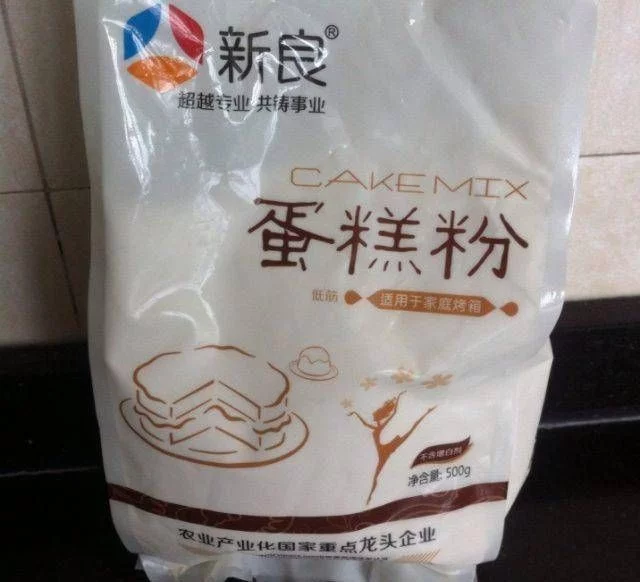 新良®
超越专业 共铸事业
CAKE MIX
蛋糕粉
低筋
适用于家庭烤箱
不含增白剂
净含量: 500g
农业产业化国家重点龙头企业